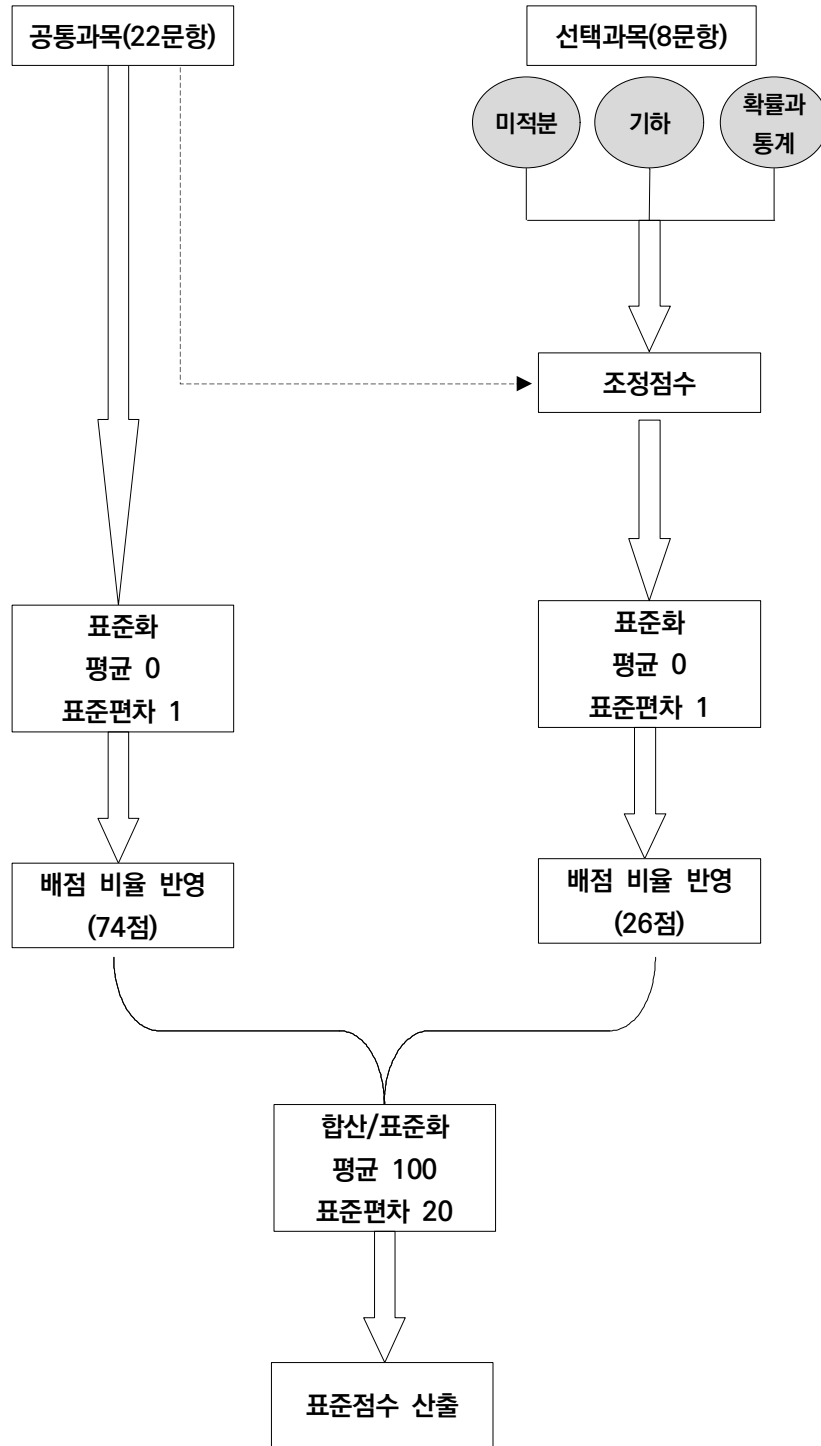 공통과목(22문항)
선택과목(8문항)
미적분
기하
확률과
통계
조정점수
표준화
평균 0
표준편차 1
표준화
평균 0
표준편차 1
배점 비율 반영
(74점)
배점 비율 반영
(26점)
합산/표준화
평균 100
표준편차 20
표준점수 산출